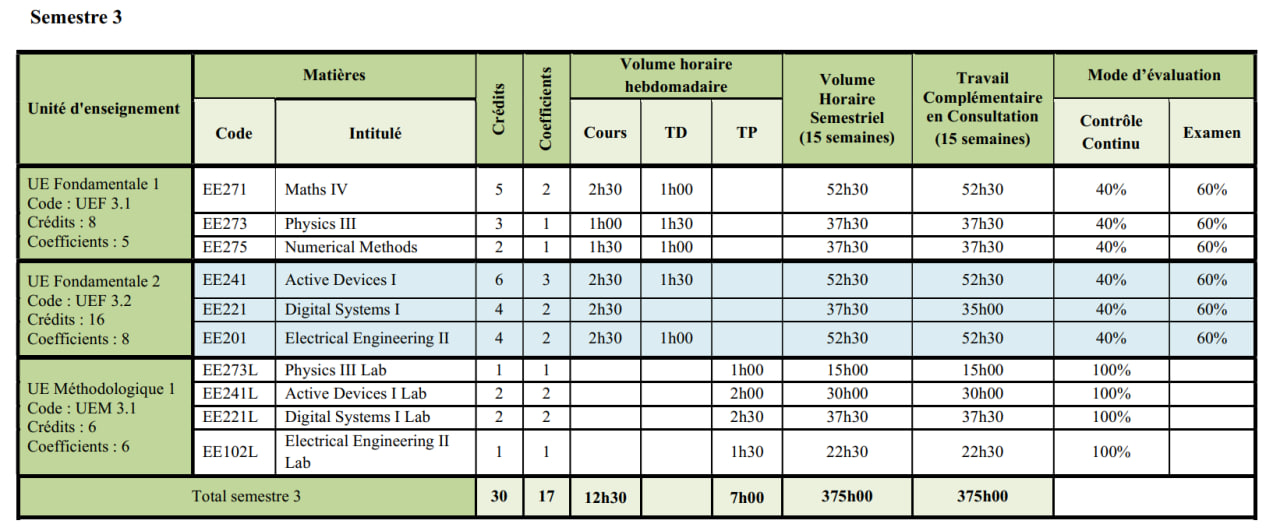 Semestre 3
Unité d'enseignement
Matières
Crédits
Coefficients
Volume horaire
hebdomadaire
Volume
Horaire
Semestriel
(15 semaines)
Travail
Complémentaire
en Consultation
(15 semaines)
Mode d'évaluation
Code
Intitulé
Cours
TD
TP
Contrôle
Continu
Examen
UE Fondamentale 1
Code : UEF 3.1
Crédits : 8
Coefficients : 5
EE271 Maths IV 5 2 2h30 1h00 52h30 52h30 40% 60%
EE273 Physics III 3 1 1h00 1h30 37h30 37h30 40% 60%
EE275 Numerical Methods 2 1 1h30 1h00 37h30 37h30 40% 60%
UE Fondamentale 2
Code : UEF 3.2
Crédits : 16
Coefficients : 8
EE241 Active Devices I 6 3 2h30 1h30 52h30 52h30 40% 60%
EE221 Digital Systems I 4 2 2h30 37h30 35h00 40% 60%
EE201 Electrical Engineering II 4 2 2h30 1h00 52h30 52h30 40% 60%
UE Méthodologique 1
Code : UEM 3.1
Crédits : 6
Coefficients : 6
EE273L Physics III Lab 1 1 1h00 15h00 15h00 100%
EE241L Active Devices I Lab 2 2 2h00 30h00 30h00 100%
EE221L Digital Systems I Lab 2 2 2h30 37h30 37h30 100%
EE102L Electrical Engineering II
Lab 1 1 1h30 22h30 22h30 100%
Total semestre 3 30 17 12h30 7h00 375h00 375h00